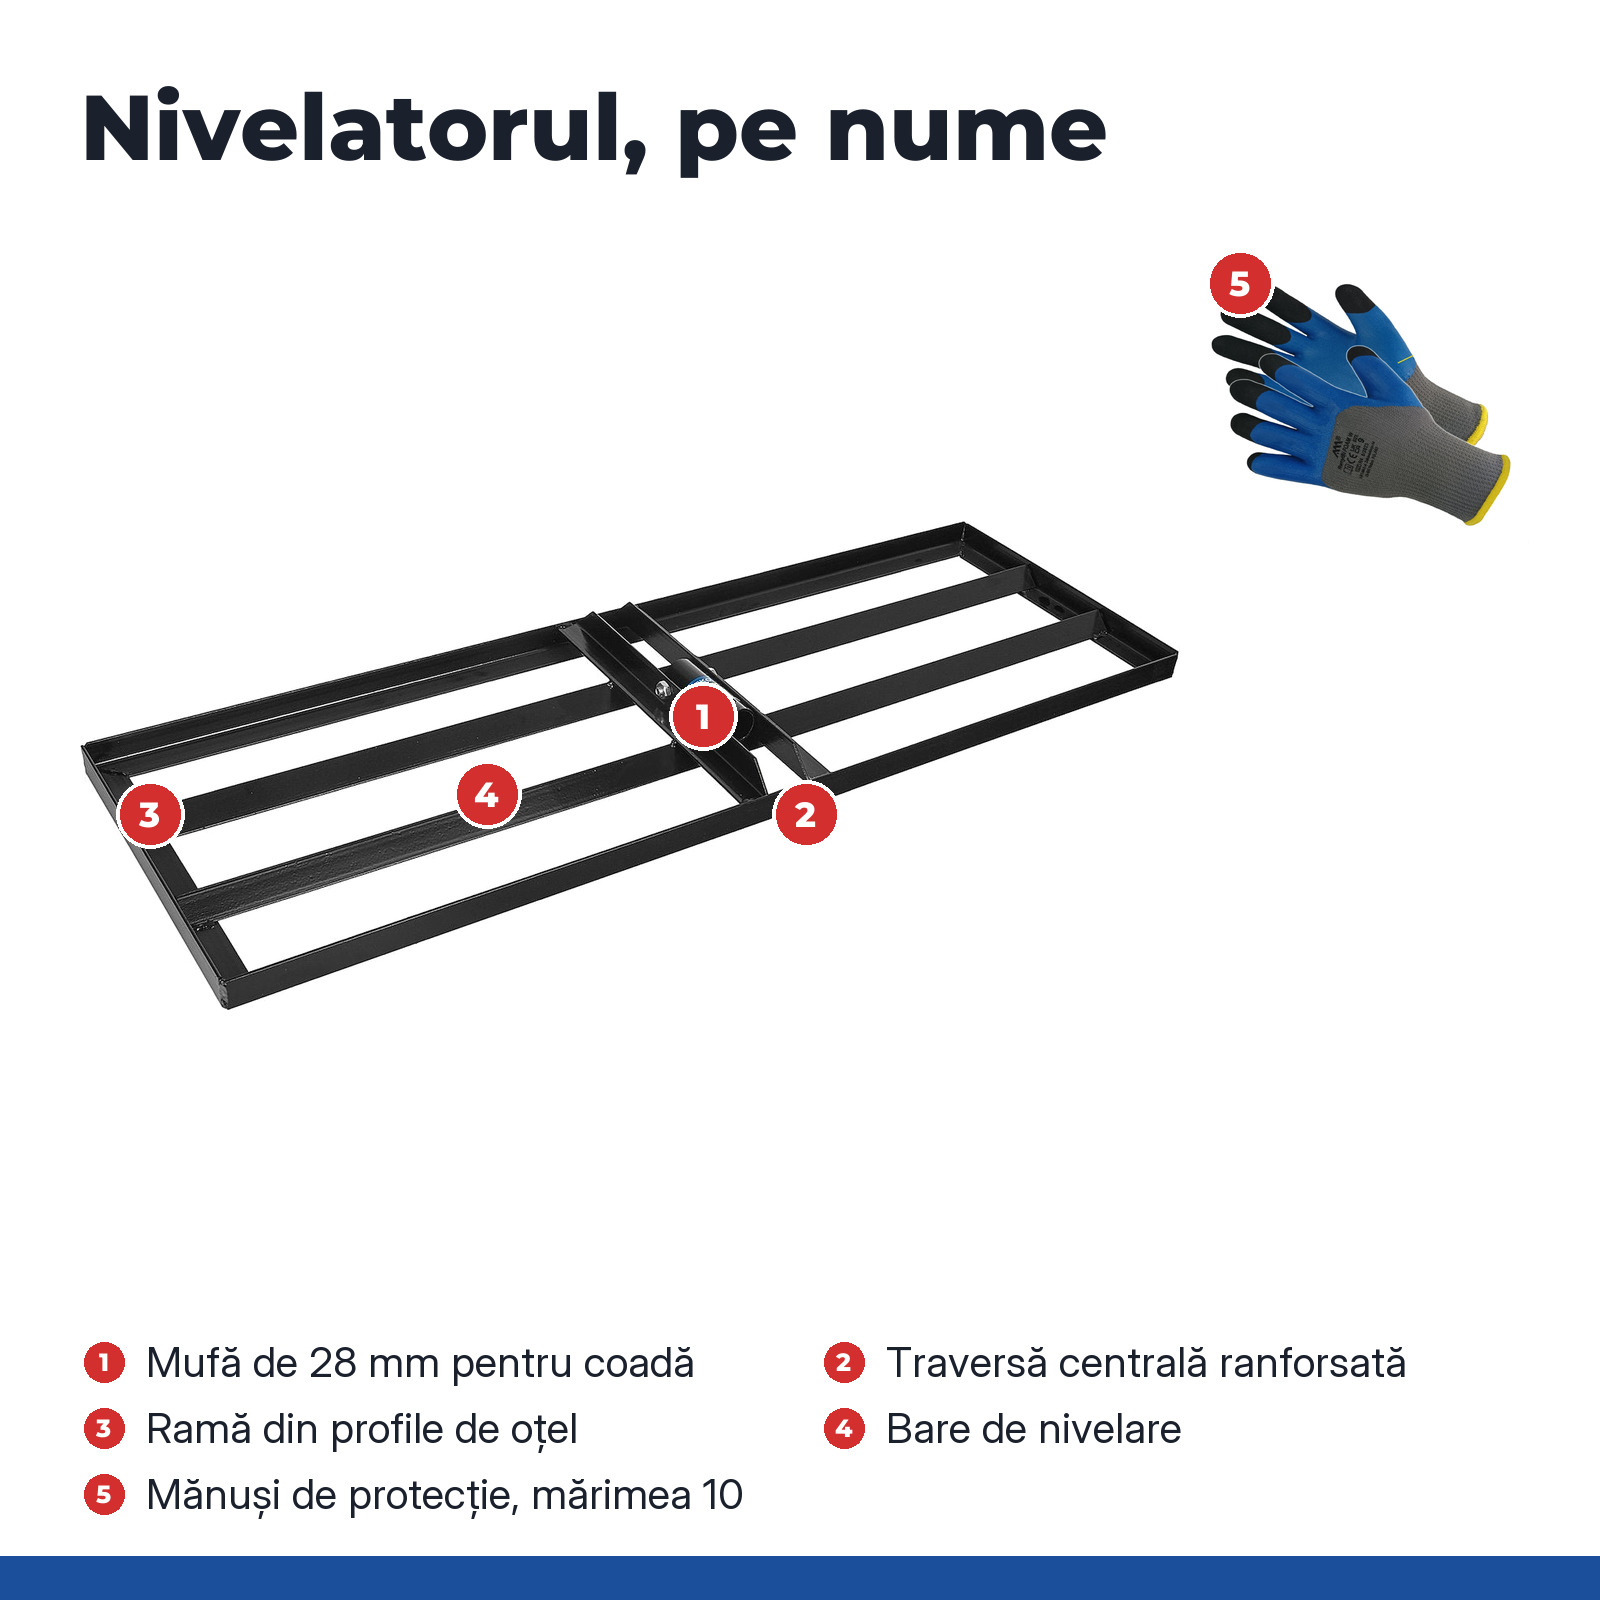 Nivelatorul, pe nume
5
1
3
4
2
1 Mufă de 28 mm pentru coadă
2 Traversă centrală ranforsată
3 Ramă din profile de oțel
4 Bare de nivelare
5 Mănuși de protecție, mărimea 10